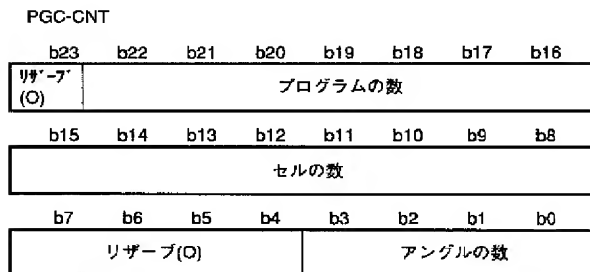 PGC-CNT
b23 b22 b21 b20 b19 b18 b17 b16
リザーブ
(O) プログラムの数
b15 b14 b13 b12 b11 b10 b9 b8
セルの数
b7 b6 b5 b4 b3 b2 b1 b0
リザーブ(O) アングルの数